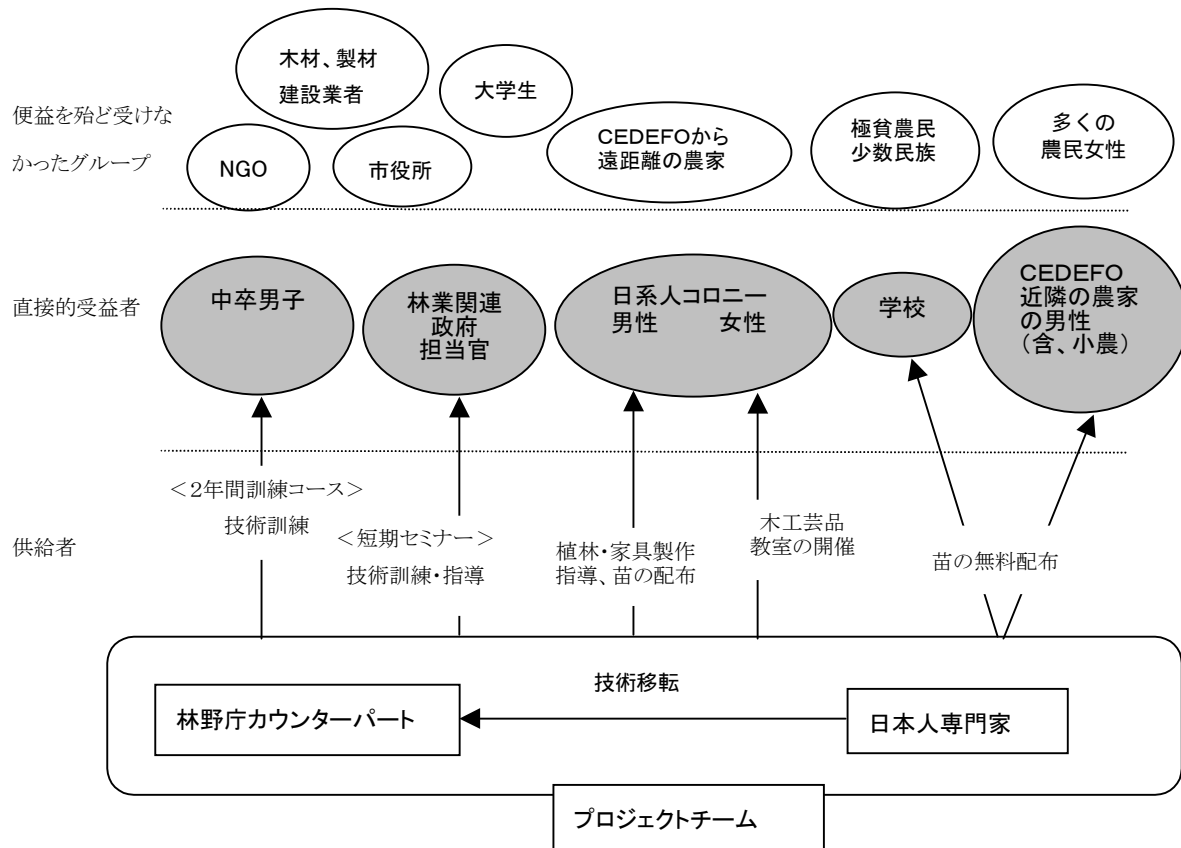 便益を殆ど受けな
かったグループ
木材、製材
建設業者
大学生
NGO
市役所
CEDEFOから
遠距離の農家
極貧農民
少数民族
多くの
農民女性
直接的受益者
中卒男子
林業関連
政府
担当官
日系人コロニー
男性 女性
学校
CEDEFO
近隣の農家
の男性
(含、小農)
供給者
<2年間訓練コース>
技術訓練
<短期セミナー>
技術訓練・指導
植林・家具製作
指導、苗の配布
木工芸品
教室の開催
苗の無料配布
技術移転
林野庁カウンターパート
日本人専門家
プロジェクトチーム